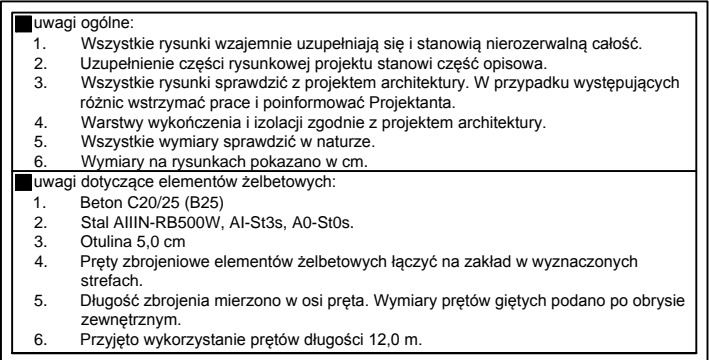 uwagi ogólne:
1. Wszystkie rysunki wzajemnie uzupełniają się i stanowią nierozerwalną całość.
2. Uzupełnienie części rysunkowej projektu stanowi część opisowa.
3. Wszystkie rysunki sprawdzić z projektem architektury. W przypadku występujących
różnic wstrzymać prace i poinformować Projektanta.
4. Warstwy wykończenia i izolacji zgodnie z projektem architektury.
5. Wszystkie wymiary sprawdzić w naturze.
6. Wymiary na rysunkach pokazano w cm.
uwagi dotyczące elementów żelbetowych:
1. Beton C20/25 (B25)
2. Stal AIIIN-RB500W, AI-St3s, A0-St0s.
3. Otulina 5,0 cm
4. Pręty zbrojeniowe elementów żelbetowych łączyć na zakład w wyznaczonych
strefach.
5. Długość zbrojenia mierzono w osi pręta. Wymiary prętów giętych podano po obrysie
zewnętrznym.
6. Przyjęto wykorzystanie prętów długości 12,0 m.